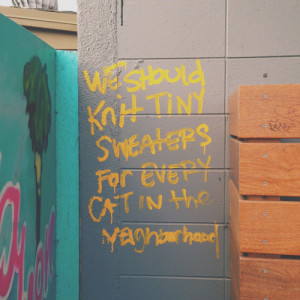 WE SHOULD
Knit TINY
SWEATERS
FOR EVERY
CAT IN the
neighborhood